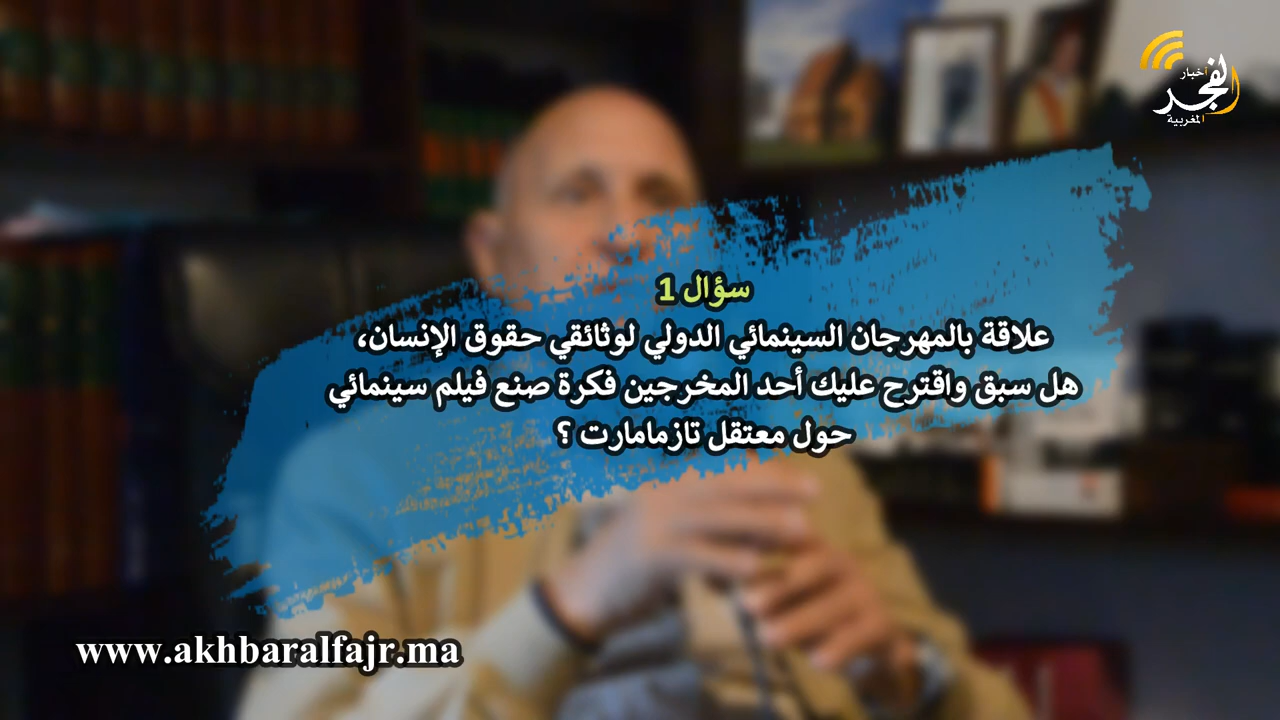 أخبار
الفجر
المغربية
سؤال 1
علاقة بالمهرجان السينمائي الدولي لوثائقي حقوق الإنسان،
هل سبق واقترح عليك أحد المخرجين فكرة صنع فيلم سينمائي
حول معتقل تازمامارت ؟
www.akhbaralfajr.ma